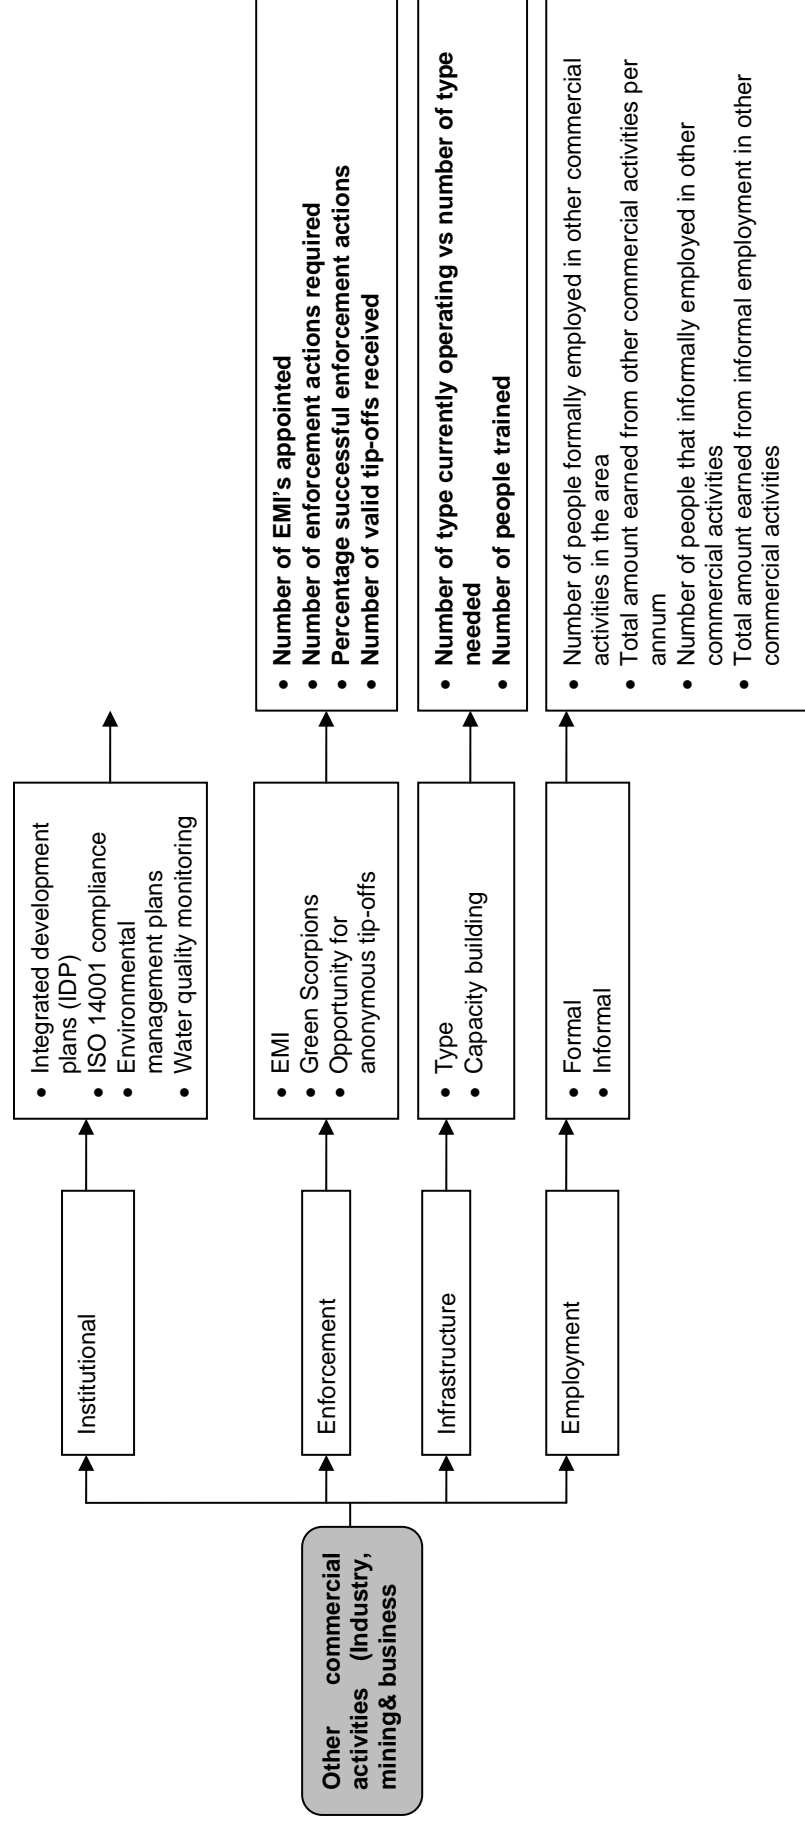 Other commercial
activities (Industry,
mining& business
Institutional
• Integrated development
plans (IDP)
• ISO 14001 compliance
• Environmental
management plans
• Water quality monitoring
Enforcement
• EMI
• Green Scorpions
• Opportunity for
anonymous tip-offs
• Number of EMI's appointed
• Number of enforcement actions required
• Percentage successful enforcement actions
• Number of valid tip-offs received
Infrastructure
• Type
• Capacity building
• Number of type currently operating vs number of type
needed
• Number of people trained
Employment
• Formal
• Informal
• Number of people formally employed in other commercial
activities in the area
• Total amount earned from other commercial activities per
annum
• Number of people that informally employed in other
commercial activities
• Total amount earned from informal employment in other
commercial activities